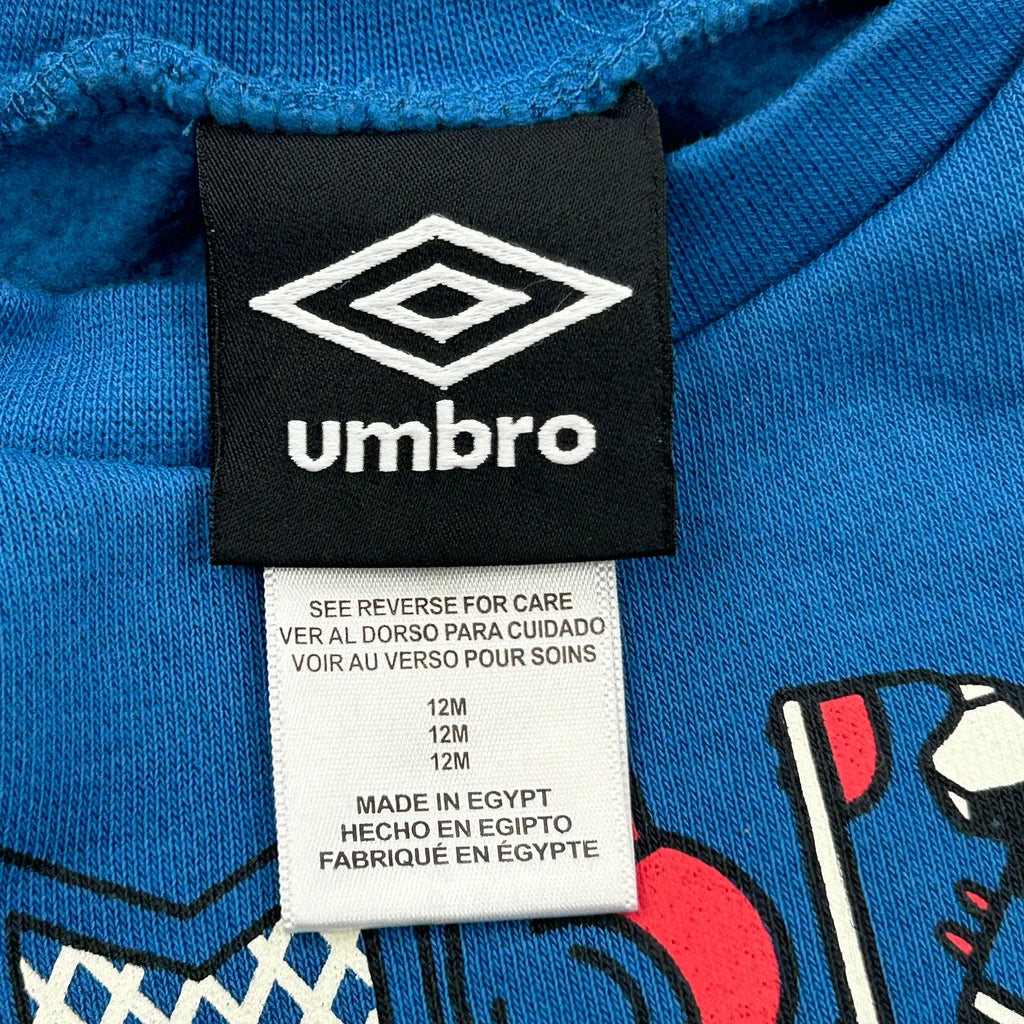 umbro
SEE REVERSE FOR CARE
VER AL DORSO PARA CUIDADO
VOIR AU VERSO POUR SOINS
12M
12M
12M
MADE IN EGYPT
HECHO EN EGIPTO
FABRIQUÉ EN ÉGYPTE